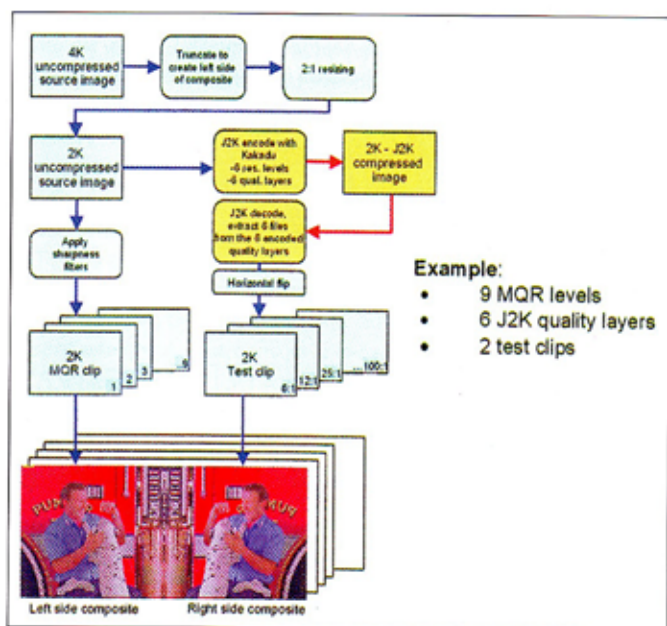 4K
uncompressed
source image
Truncate to
create left side
of composite
2:1 resizing
2K
uncompressed
source image
J2K encode with
Kakadu
-6 res. levels
-6 qual. layers
2K - J2K
compressed
image
J2K decode,
extract 6 files
from the 6 encoded
quality layers
Apply
sharpness
filters
Horizontal flip
2K
MQR clip
1
2
3
..9
2K
Test clip
6:1
12:1
25:1
...100:1
Example:
• 9 MQR levels
• 6 J2K quality layers
• 2 test clips
Left side composite
Right side composite